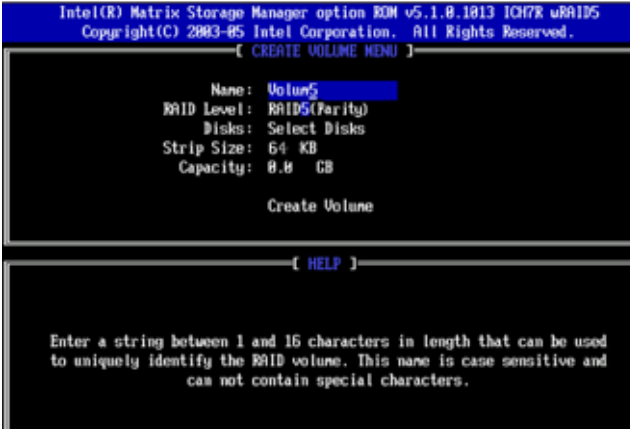 Intel(R) Matrix Storage Manager option ROM v5.1.0.1013 ICH7R wRAID5
Copyright(C) 2003-05 Intel Corporation. All Rights Reserved.
[ CREATE VOLUME MENU ]
Name: Volum5
RAID Level: RAID5(Parity)
Disks: Select Disks
Strip Size: 64 KB
Capacity: 0.0 GB
Create Volume
[ HELP ]
Enter a string between 1 and 16 characters in length that can be used
to uniquely identify the RAID volume. This name is case sensitive and
can not contain special characters.